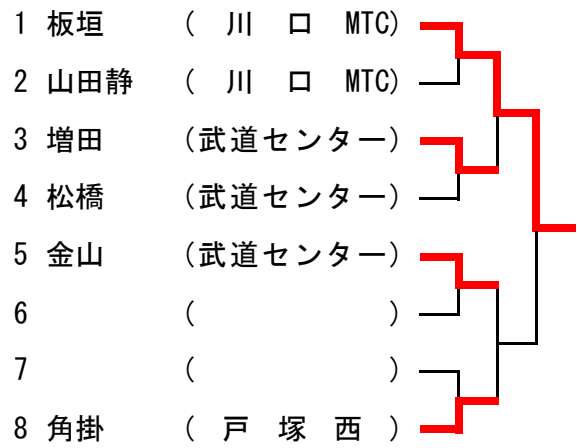 1 板垣 ( 川 口 MTC)
2 山田静 ( 川 口 MTC)
3 増田 (武道センター)
4 松橋 (武道センター)
5 金山 (武道センター)
6 ( )
7 ( )
8 角掛 ( 戸 塚 西 )